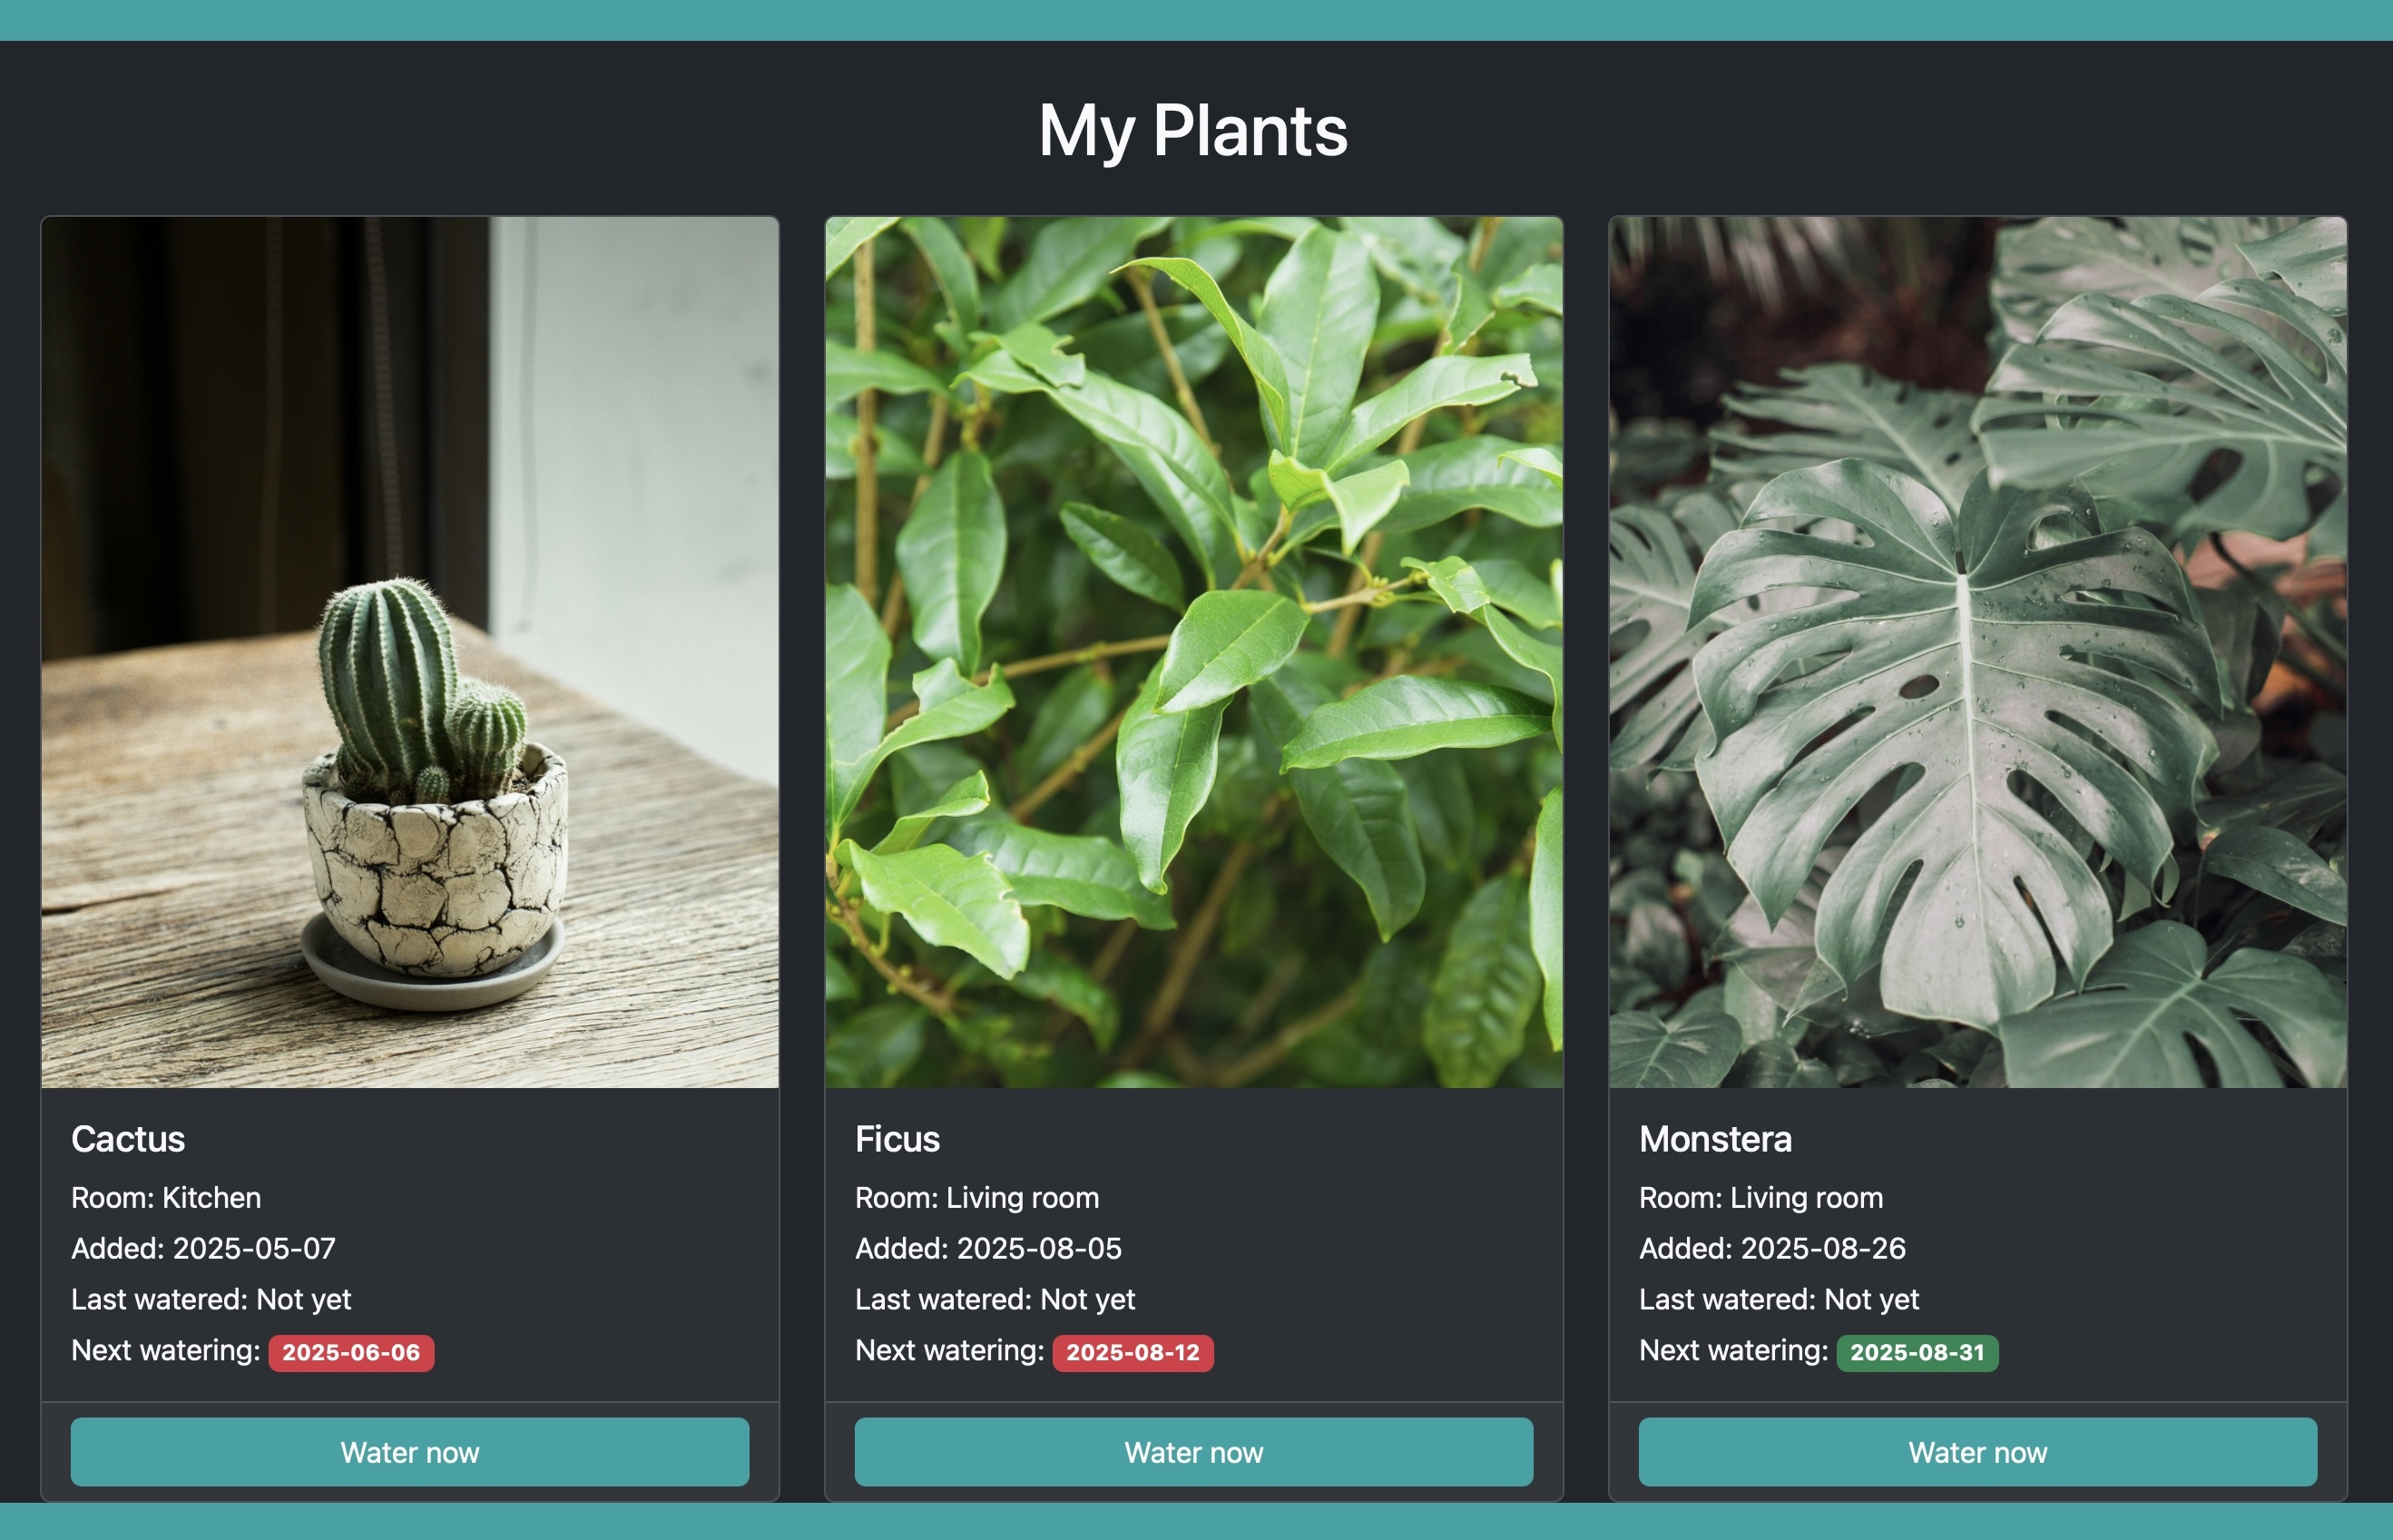 My Plants
Cactus
Room: Kitchen
Added: 2025-05-07
Last watered: Not yet
Next watering: 2025-06-06
Water now
Ficus
Room: Living room
Added: 2025-08-05
Last watered: Not yet
Next watering: 2025-08-12
Water now
Monstera
Room: Living room
Added: 2025-08-26
Last watered: Not yet
Next watering: 2025-08-31
Water now